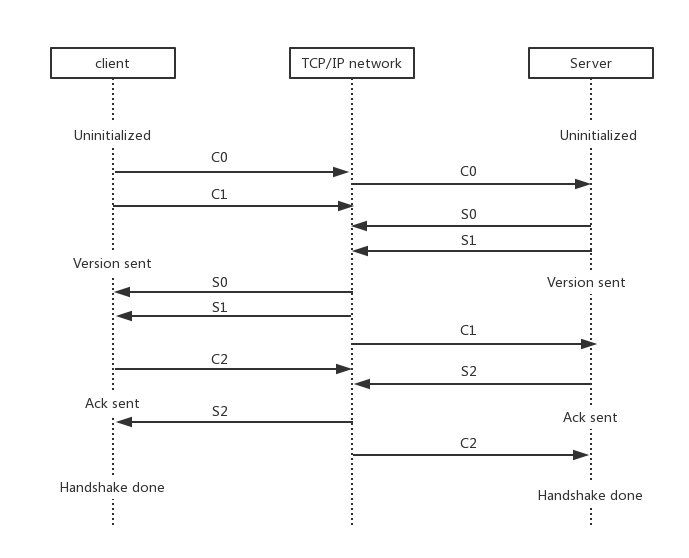 client
TCP/IP network
Server
Uninitialized
Uninitialized
C0
C0
C1
S0
S1
Version sent
S0
Version sent
S1
C1
C2
S2
Ack sent
S2
Ack sent
C2
Handshake done
Handshake done